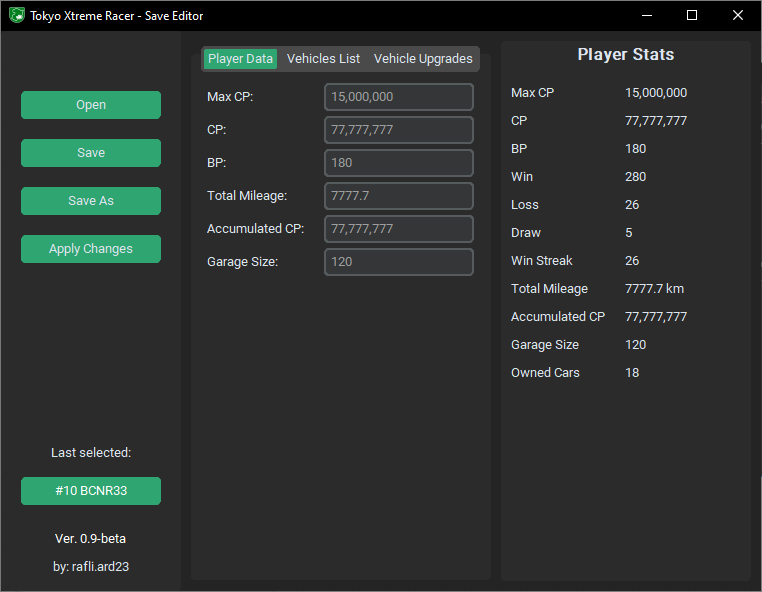 Tokyo Xtreme Racer - Save Editor
Open
Save
Save As
Apply Changes
Last selected:
#10 BCNR33
Ver. 0.9-beta
by: rafli.ard23
Player Data Vehicles List Vehicle Upgrades
Max CP: 15,000,000
CP: 77,777,777
BP: 180
Total Mileage: 7777.7
Accumulated CP: 77,777,777
Garage Size: 120
Player Stats
Max CP 15,000,000
CP 77,777,777
BP 180
Win 280
Loss 26
Draw 5
Win Streak 26
Total Mileage 7777.7 km
Accumulated CP 77,777,777
Garage Size 120
Owned Cars 18